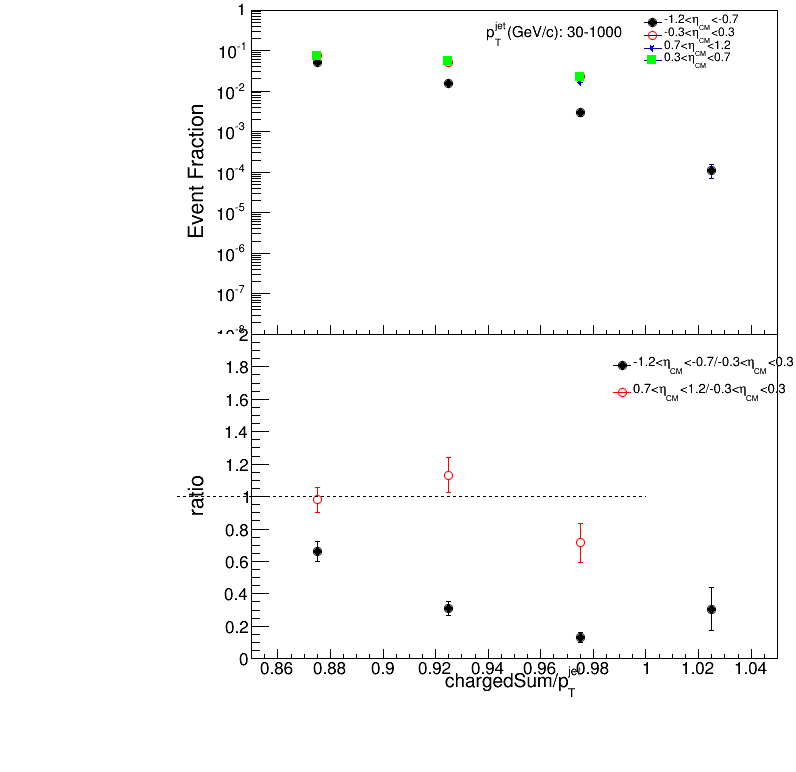 1
10^-1
10^-2
10^-3
10^-4
10^-5
10^-6
10^-7
10^-8
Event Fraction
p_T^jet(GeV/c): 30-1000
-1.2<η_CM<-0.7
-0.3<η_CM<0.3
0.7<η_CM<1.2
0.3<η_CM<0.7
2
1.8
1.6
1.4
1.2
1
0.8
0.6
0.4
0.2
0
ratio
-1.2<η_CM<-0.7/-0.3<η_CM<0.3
0.7<η_CM<1.2/-0.3<η_CM<0.3
0.86 0.88 0.9 0.92 0.94 0.96 0.98 1 1.02 1.04
chargedSum/p_T^jet